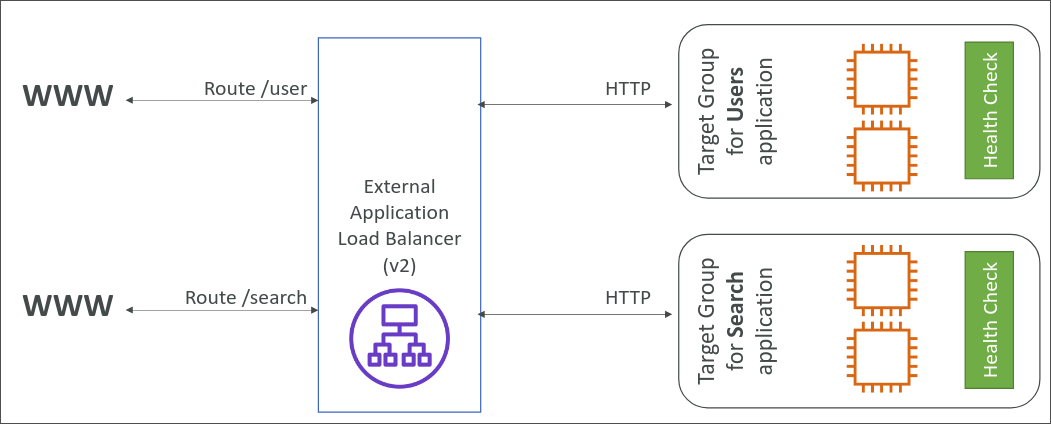 WWW
Route /user
HTTP
Target Group
for Users
application
Health Check
External
Application
Load Balancer
(v2)
WWW
Route /search
HTTP
Target Group
for Search
application
Health Check